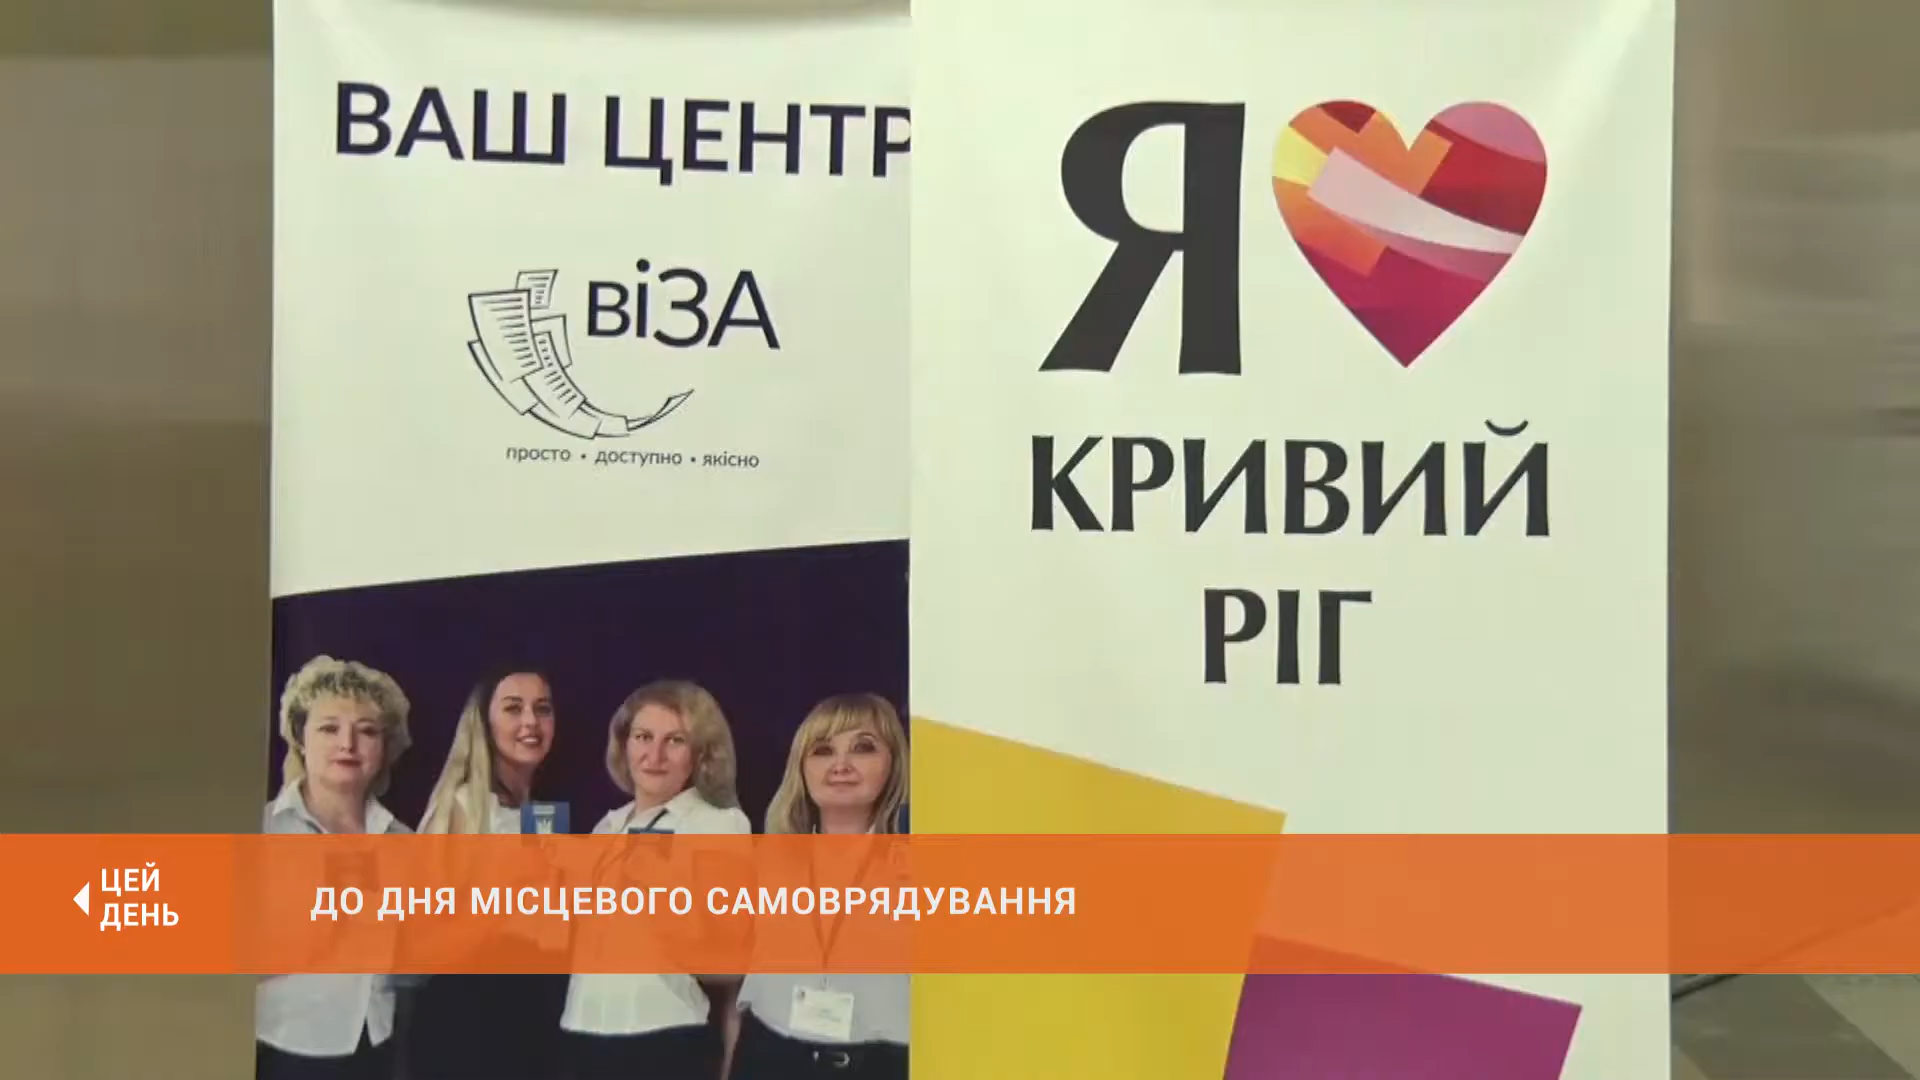 ВАШ ЦЕНТР
віЗА
просто • доступно • якісно
Я
КРИВИЙ
РІГ
ЦЕЙ
ДЕНЬ
ДО ДНЯ МІСЦЕВОГО САМОВРЯДУВАННЯ